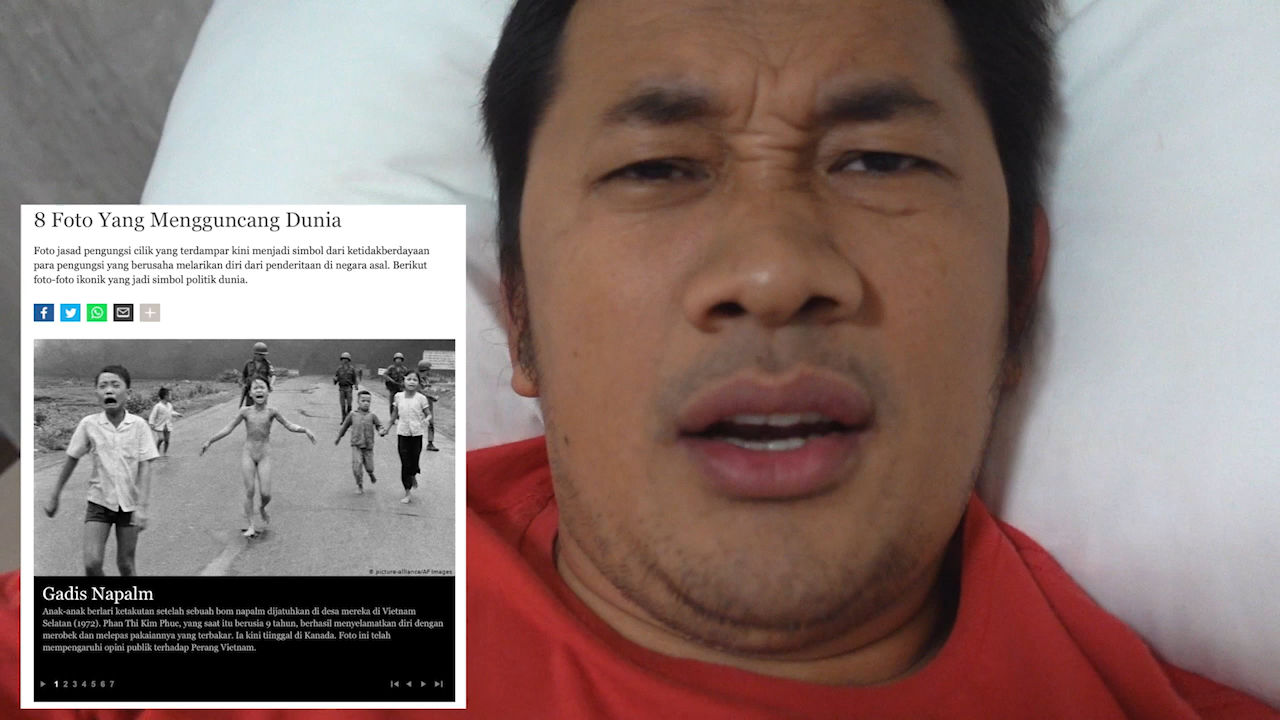 8 Foto Yang Mengguncang Dunia
Foto jasad pengungsi cilik yang terdampar kini menjadi simbol dari ketidakberdayaan
para pengungsi yang berusaha melarikan diri dari penderitaan di negara asal. Berikut
foto-foto ikonik yang jadi simbol politik dunia.
© picture-alliance/AP Images
Gadis Napalm
Anak-anak berlari ketakutan setelah sebuah bom napalm dijatuhkan di desa mereka di Vietnam
Selatan (1972). Phan Thi Kim Phuc, yang saat itu berusia 9 tahun, berhasil menyelamatkan diri dengan
merobek dan melepas pakaiannya yang terbakar. Ia kini tiinggal di Kanada. Foto ini telah
mempengaruhi opini publik terhadap Perang Vietnam.
1 2 3 4 5 6 7